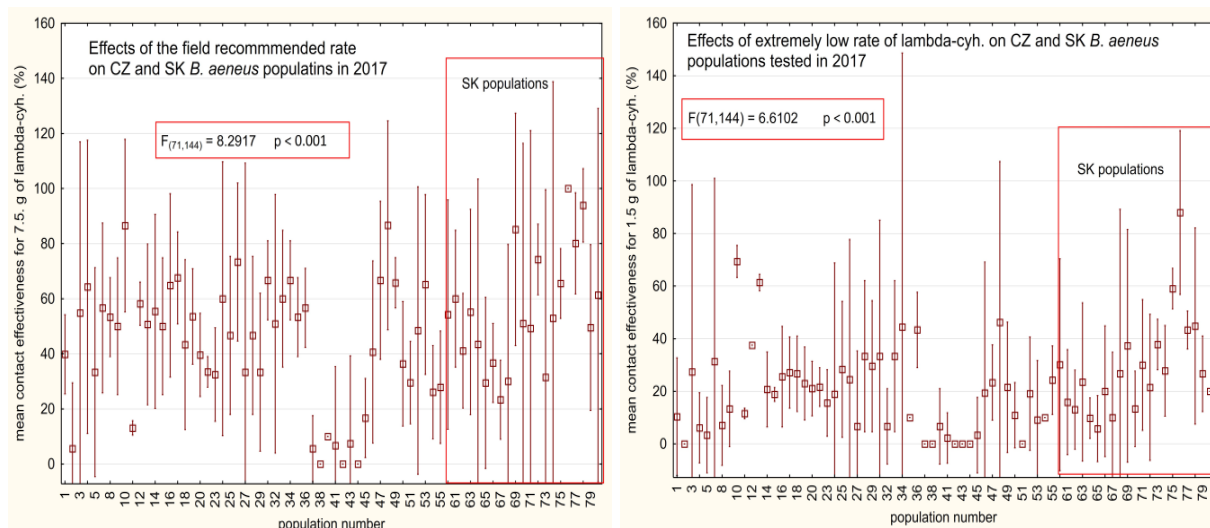 Effects of the field recommmended rate
on CZ and SK B. aeneus populatins in 2017
SK populations
F(71,144) = 8.2917 p < 0.001
mean contact effectiveness for 7.5. g of lambda-cyh. (%)
160
140
120
100
80
60
40
20
0
1 3 5 8 10 12 14 16 18 20 23 25 27 29 32 34 36 38 39 41 43 45 47 49 51 53 55 61 63 65 67 69 71 73 75 77 79
population number
Effects of extremely low rate of lambda-cyh. on CZ and SK B. aeneus
populations tested in 2017
F(71,144) = 6.6102 p < 0.001
SK populations
mean contact effectiveness for 1.5 g of lambda-cyh. (%)
160
140
120
100
80
60
40
20
0
1 3 5 8 10 12 14 16 18 20 23 25 27 29 32 34 36 38 39 41 43 45 47 49 51 53 55 61 63 65 67 69 71 73 75 77 79
population number